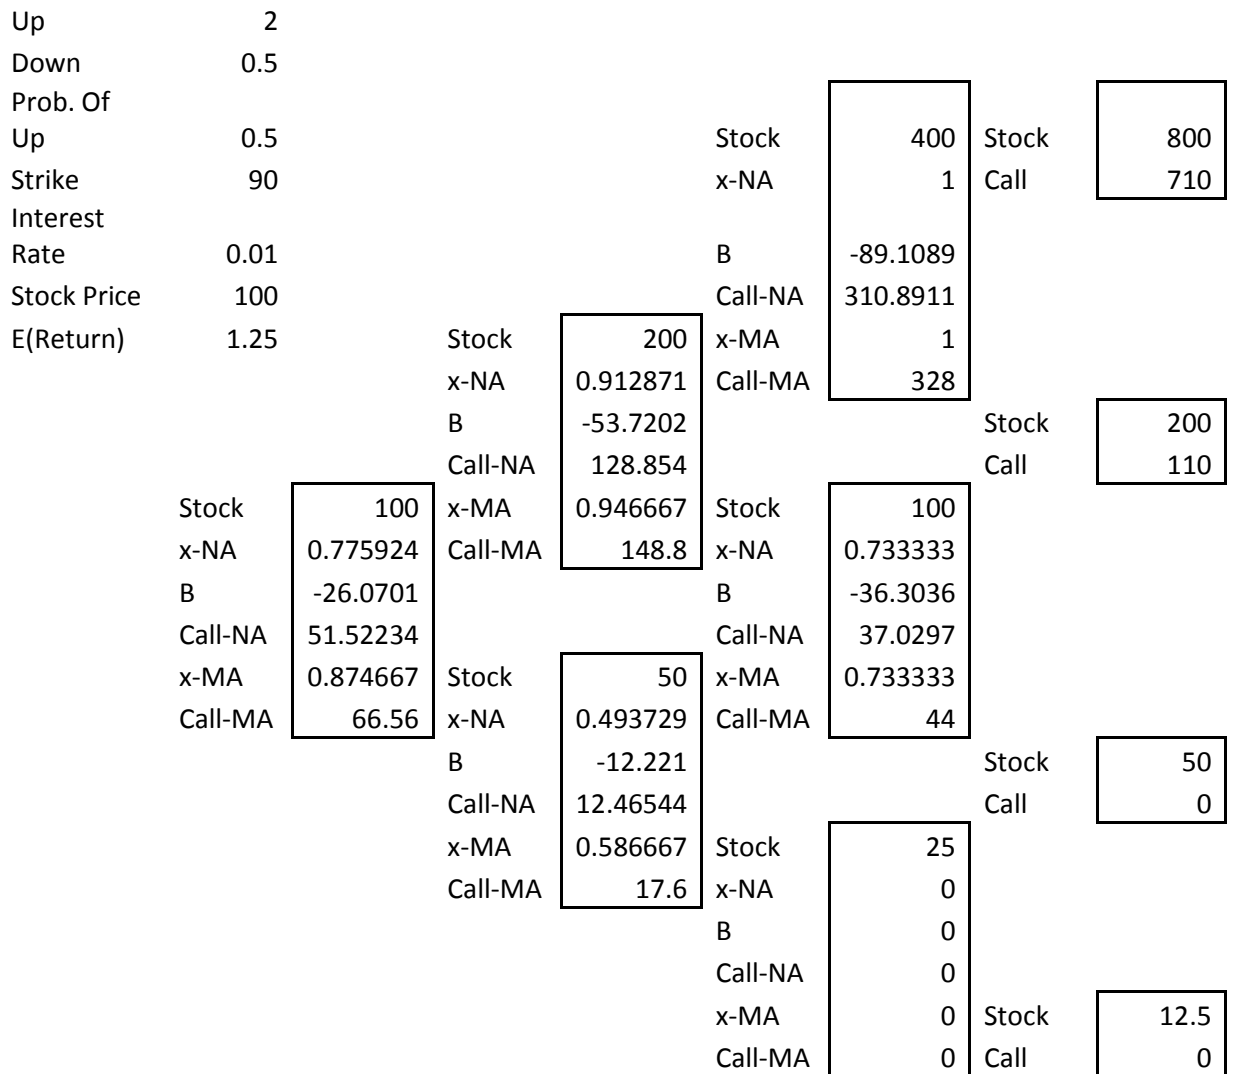 Up 2
Down 0.5
Prob. Of
Up 0.5 Stock 400 Stock 800
Strike 90 x-NA 1 Call 710
Interest
Rate 0.01 B -89.1089
Stock Price 100 Call-NA 310.8911
E(Return) 1.25 Stock 200 x-MA 1
x-NA 0.912871 Call-MA 328
B -53.7202 Stock 200
Call-NA 128.854 Call 110
Stock 100 x-MA 0.946667 Stock 100
x-NA 0.775924 Call-MA 148.8 x-NA 0.733333
B -26.0701 B -36.3036
Call-NA 51.52234 Call-NA 37.0297
x-MA 0.874667 Stock 50 x-MA 0.733333
Call-MA 66.56 x-NA 0.493729 Call-MA 44
B -12.221 Stock 50
Call-NA 12.46544 Call 0
x-MA 0.586667 Stock 25
Call-MA 17.6 x-NA 0
B 0
Call-NA 0
x-MA 0 Stock 12.5
Call-MA 0 Call 0